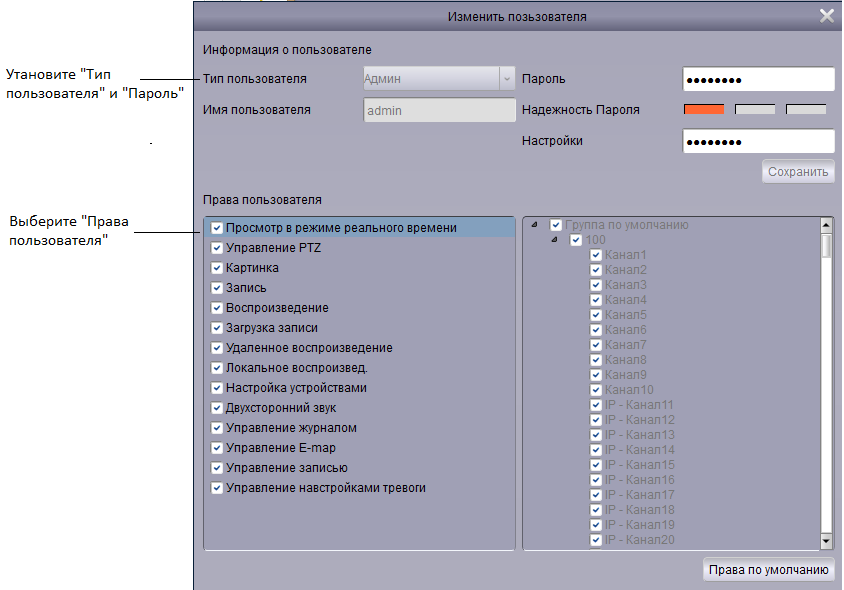 Изменить пользователя
Информация о пользователе
Установите "Тип
пользователя" и "Пароль"
Тип пользователя
Админ
Пароль
●●●●●●●●
Имя пользователя
admin
Надежность Пароля
Настройки
●●●●●●●●
Сохранить
Права пользователя
Выберите "Права
пользователя"
Просмотр в режиме реального времени
Управление PTZ
Картинка
Запись
Воспроизведение
Загрузка записи
Удаленное воспроизведение
Локальное воспроизвед.
Настройка устройствами
Двухсторонний звук
Управление журналом
Управление E-map
Управление записью
Управление навстройками тревоги
Группа по умолчанию
100
Канал1
Канал2
Канал3
Канал4
Канал5
Канал6
Канал7
Канал8
Канал9
Канал10
IP - Канал11
IP - Канал12
IP - Канал13
IP - Канал14
IP - Канал15
IP - Канал16
IP - Канал17
IP - Канал18
IP - Канал19
IP - Канал20
Права по умолчанию